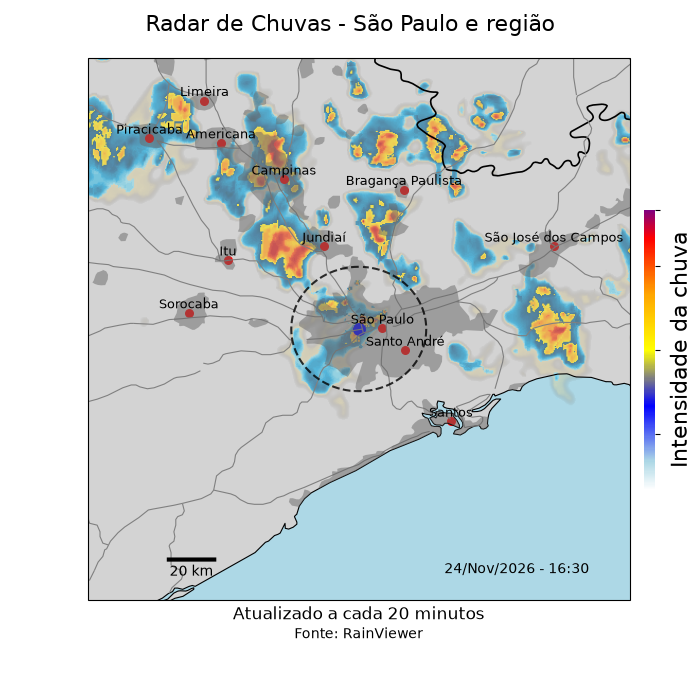 Radar de Chuvas - São Paulo e região
Limeira
Piracicaba
Americana
Campinas
Bragança Paulista
Itu
Jundiaí
São José dos Campos
Sorocaba
São Paulo
Santo André
Santos
Intensidade da chuva
20 km
24/Nov/2026 - 16:30
Atualizado a cada 20 minutos
Fonte: RainViewer